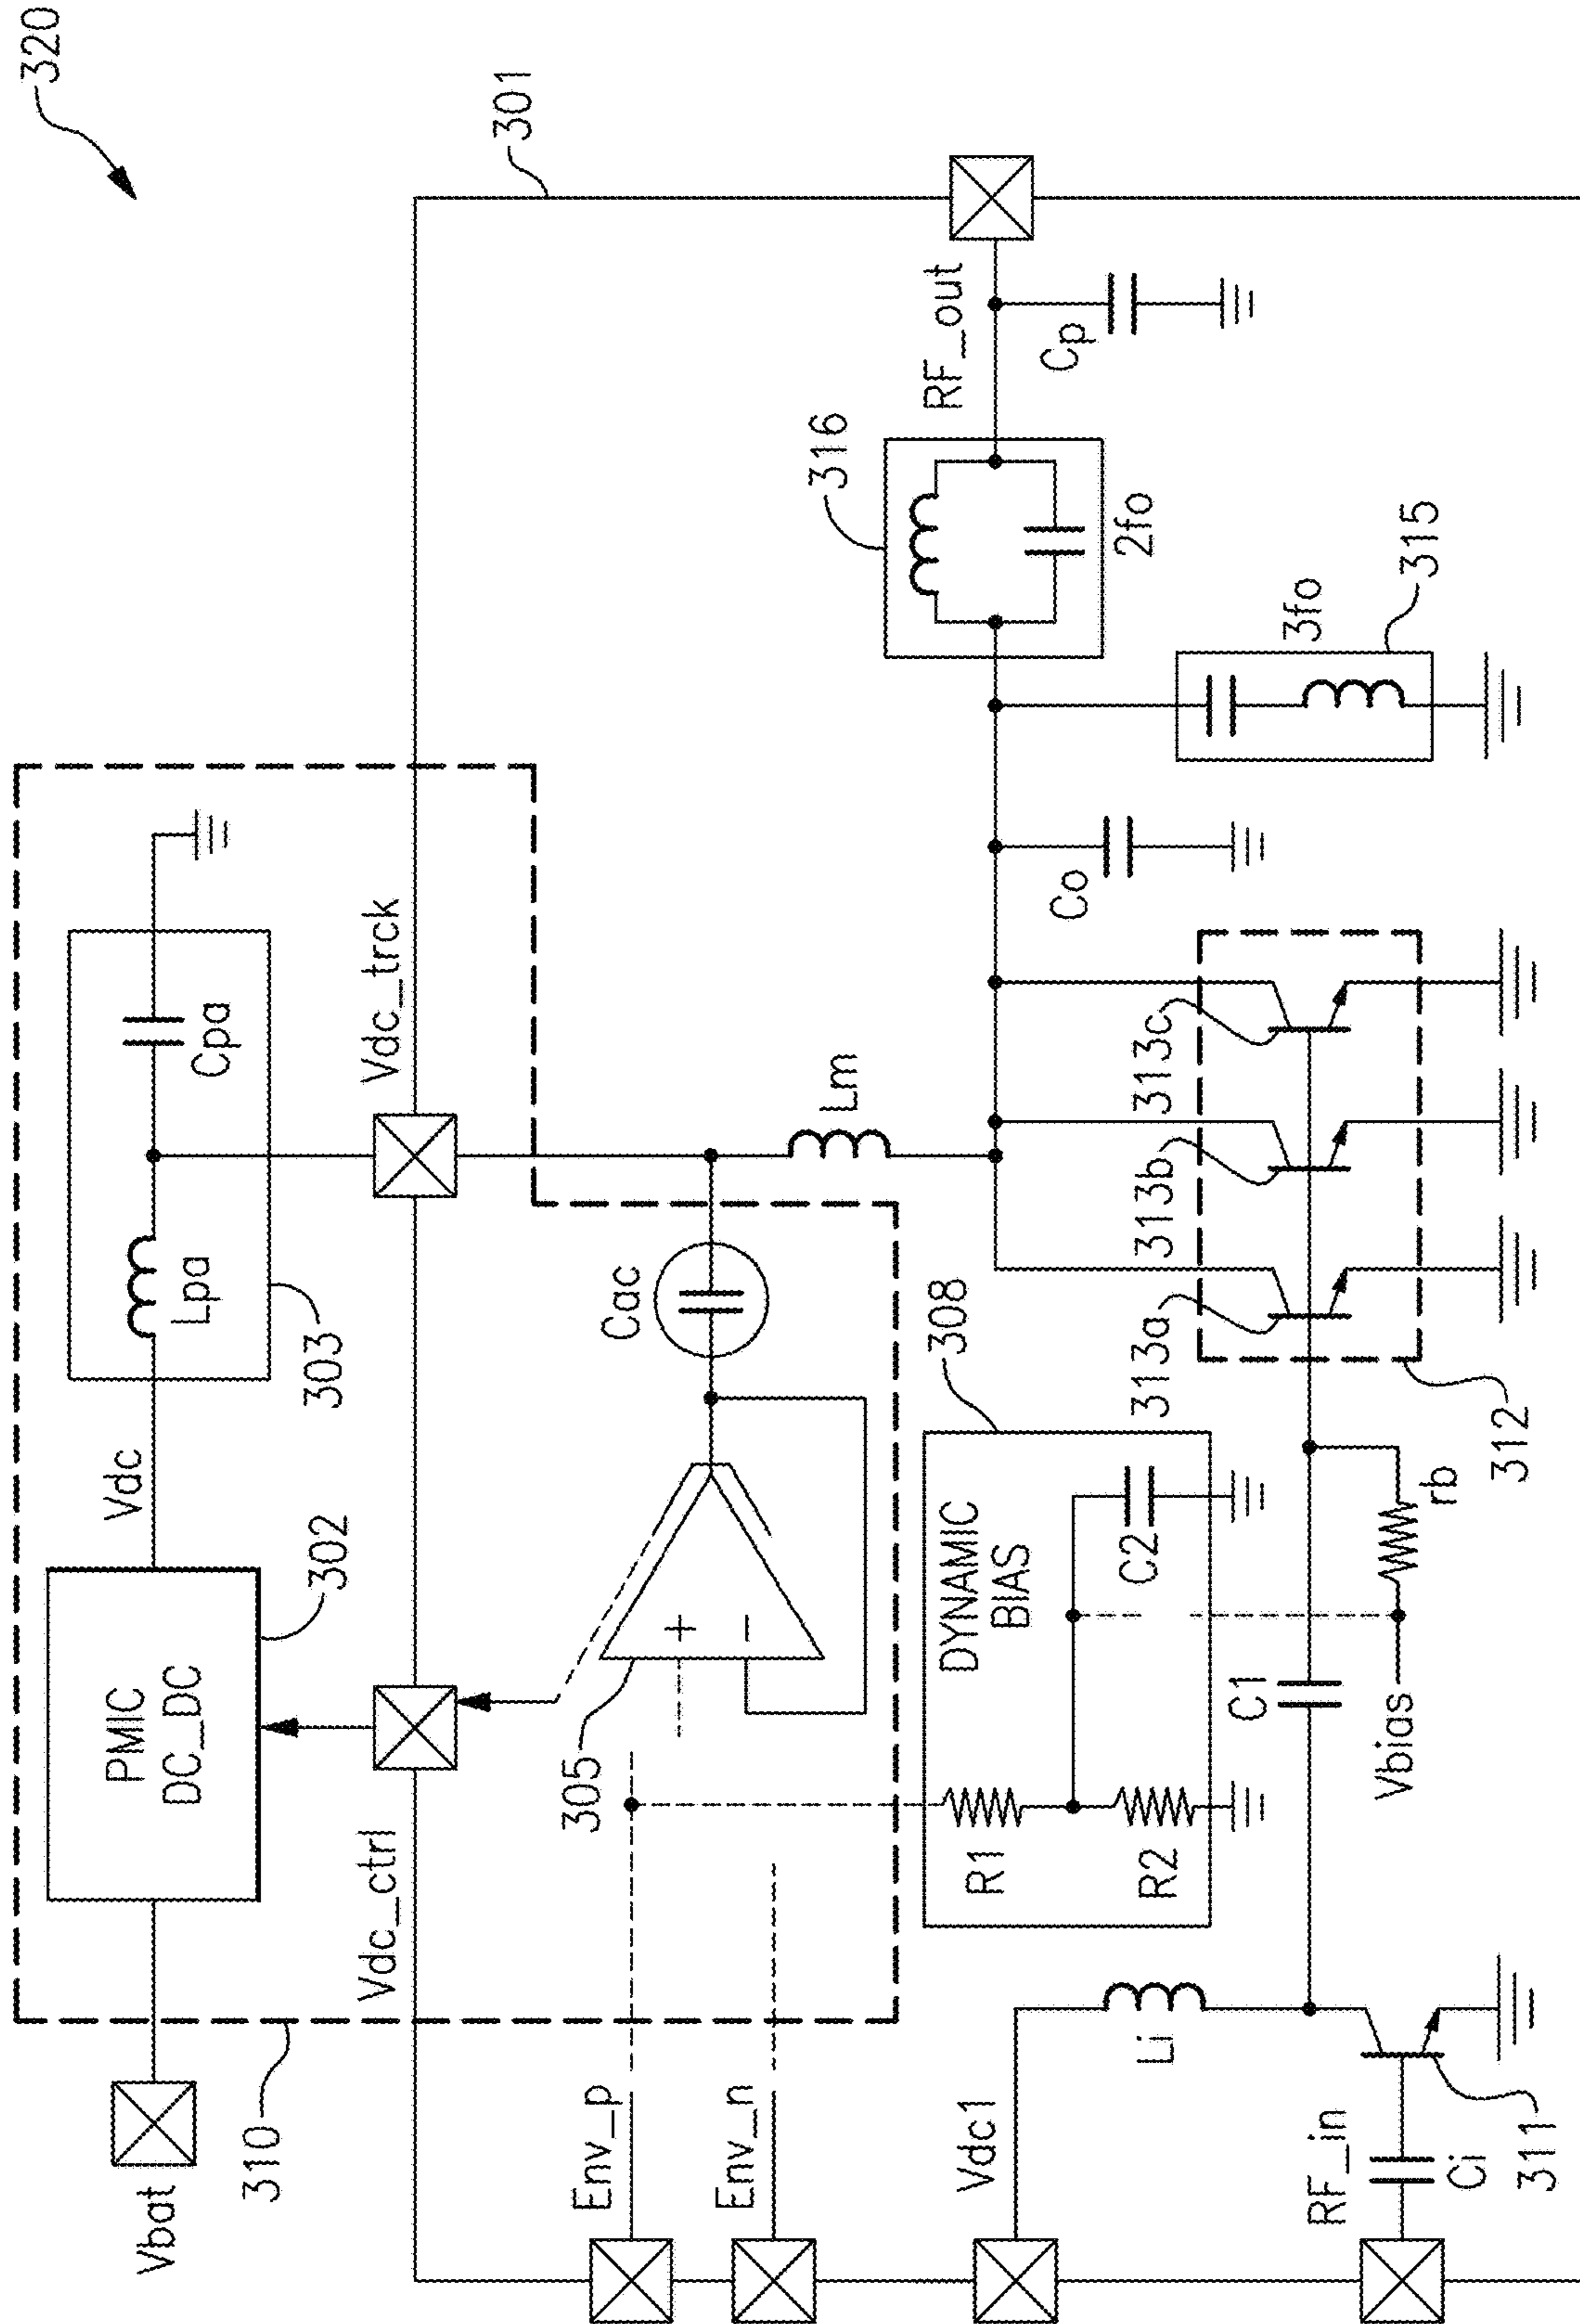 320
301
310
Vbat
PMIC
DC_DC
302
Vdc
303
Lpa
Cpa
Vdc_ctrl
Vdc_trck
Env_p
Env_n
305
+
−
Cac
Lm
316
2fo
RF_out
Cp
Co
3fo
315
308
DYNAMIC
BIAS
R1
R2
C2
313a
313b
313c
312
Vdc1
Li
C1
rb
Vbias
RF_in
Ci
311